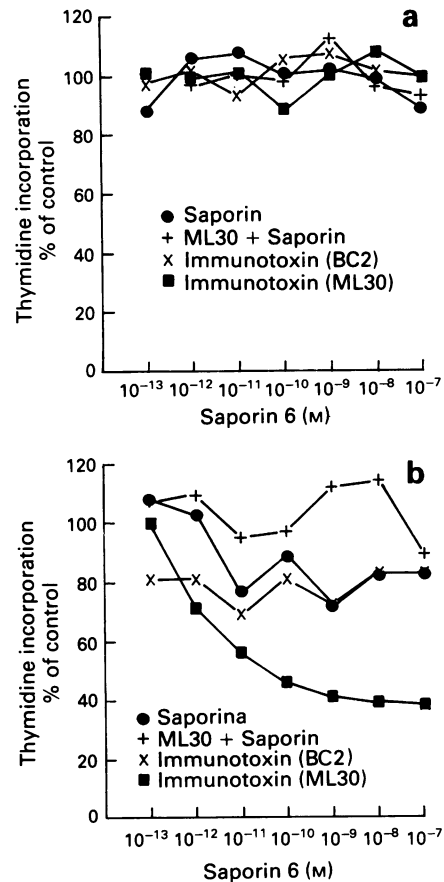 a
120
100
80
60
40
20
0
Thymidine incorporation
% of control
● Saporin
+ ML30 + Saporin
x Immunotoxin (BC2)
■ Immunotoxin (ML30)
10⁻¹³ 10⁻¹² 10⁻¹¹ 10⁻¹⁰ 10⁻⁹ 10⁻⁸ 10⁻⁷
Saporin 6 (M)
b
120
100
80
60
40
20
0
Thymidine incorporation
% of control
● Saporina
+ ML30 + Saporin
x Immunotoxin (BC2)
■ Immunotoxin (ML30)
10⁻¹³ 10⁻¹² 10⁻¹¹ 10⁻¹⁰ 10⁻⁹ 10⁻⁸ 10⁻⁷
Saporin 6 (M)